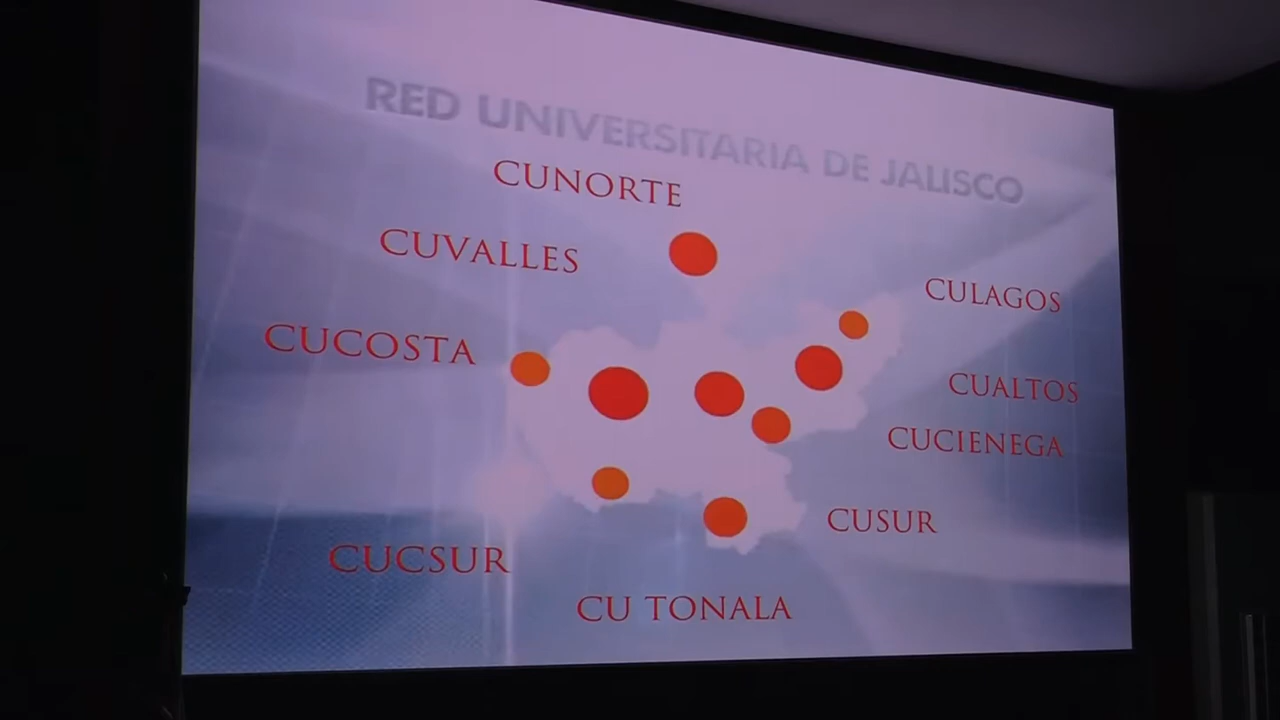 RED UNIVERSITARIA DE JALISCO
CUNORTE
CUVALLES
CULAGOS
CUCOSTA
CUALTOS
CUCIENEGA
CUSUR
CUCSUR
CU TONALA